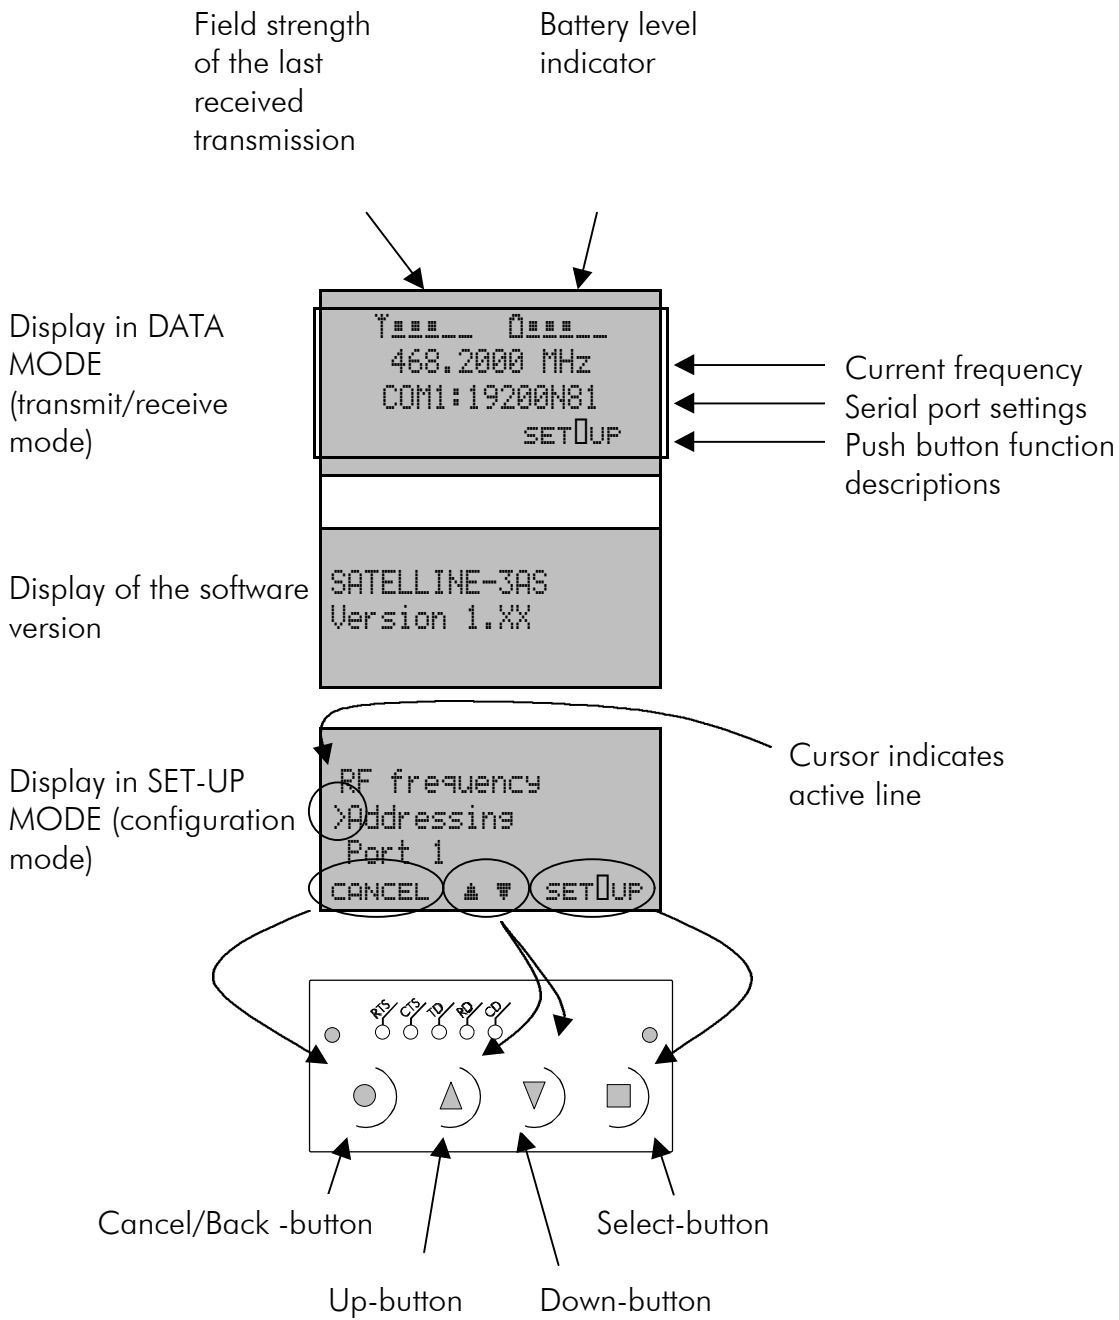 Field strength
of the last
received
transmission
Battery level
indicator
Display in DATA
MODE
(transmit/receive
mode)
468.2000 MHz
COM1:19200N81
SET▯UP
Current frequency
Serial port settings
Push button function
descriptions
Display of the software
version
SATELLINE-3AS
Version 1.XX
Display in SET-UP
MODE (configuration
mode)
RF frequency
>Addressing
Port 1
CANCEL ▲ ▼ SET▯UP
Cursor indicates
active line
RTS CTS TD RD CD
Cancel/Back -button
Select-button
Up-button
Down-button